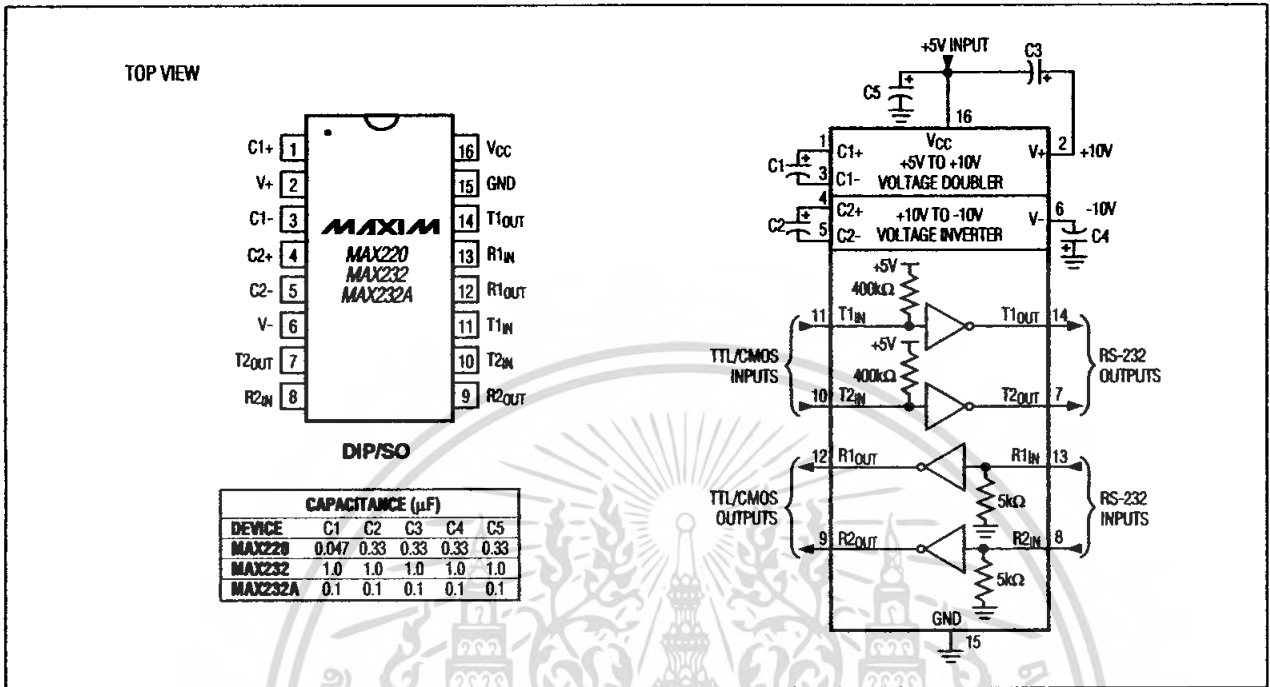 TOP VIEW
C1+ 1
V+ 2
C1- 3
C2+ 4
C2- 5
V- 6
T2OUT 7
R2IN 8
MAXIM
MAX220
MAX232
MAX232A
16 VCC
15 GND
14 T1OUT
13 R1IN
12 R1OUT
11 T1IN
10 T2IN
9 R2OUT
DIP/SO
CAPACITANCE (μF)
DEVICE C1 C2 C3 C4 C5
MAX220 0.047 0.33 0.33 0.33 0.33
MAX232 1.0 1.0 1.0 1.0 1.0
MAX232A 0.1 0.1 0.1 0.1 0.1
+5V INPUT
C3
+
C5 +
16
VCC
1 C1+
C1 +
3 C1-
+5V TO +10V
VOLTAGE DOUBLER
V+ 2 +10V
4 C2+
C2 +
5 C2-
+10V TO -10V
VOLTAGE INVERTER
V- 6 -10V
+ C4
+5V
400kΩ
11 T1IN
T1OUT 14
+5V
400kΩ
TTL/CMOS
INPUTS
RS-232
OUTPUTS
10 T2IN
T2OUT 7
12 R1OUT
R1IN 13
5kΩ
TTL/CMOS
OUTPUTS
RS-232
INPUTS
9 R2OUT
R2IN 8
5kΩ
GND
15